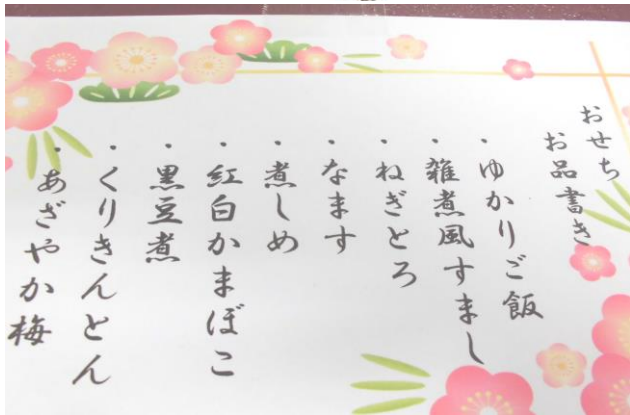 おせち
お品書き
・ゆかりご飯
・雑煮風すまし
・ねぎとろ
・なます
・煮しめ
・紅白かまぼこ
・黒豆煮
・くりきんとん
・あざやか梅